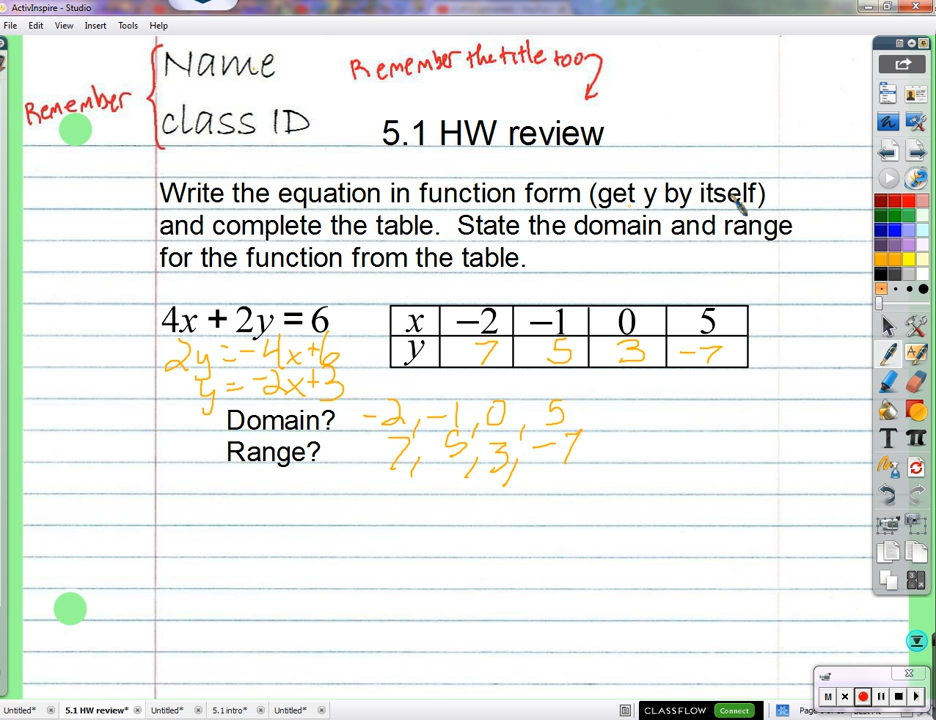 ActivInspire - Studio
File Edit View Insert Tools Help
Name
Remember the title too
Remember
class ID
5.1 HW review
Write the equation in function form (get y by itself)
and complete the table. State the domain and range
for the function from the table.
4x + 2y = 6
x −2 −1 0 5
2y = -4x+6
y 7 5 3 -7
y = -2x+3
Domain? -2, -1, 0, 5
Range? 7, 5, 3, -7
Untitled* 5.1 HW review* Untitled* 5.1 intro* Untitled* CLASSFLOW Connect